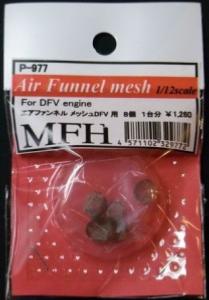 P-977
Air Funnel mesh 1/12scale
For DFV engine
エアファンネル メッシュDFV 用 8個 1台分 ¥1,260
MFH
4 571102 329772